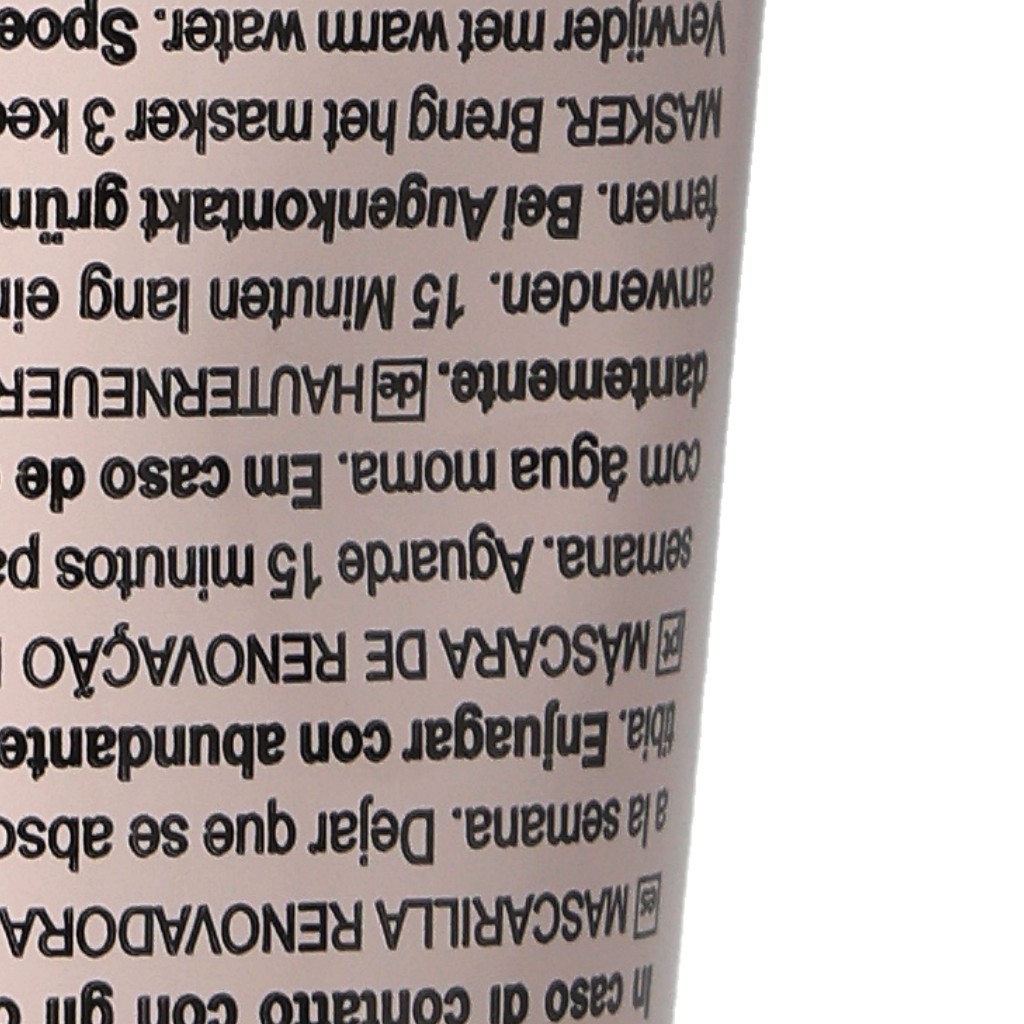 In caso di contatto con gli
es MASCARILLA RENOVADORA
a la semana. Dejar que se
tibia. Enjuagar con
pt MÁSCARA DE RENOVAÇÃO
semana. Aguarde 15 minutos
com água morna. Em caso de
dantemente. de
anwenden. 15 Minuten lang
fernen. Bei Augenkontakt
MASKER. Breng het masker 3
Verwijder met warm water.